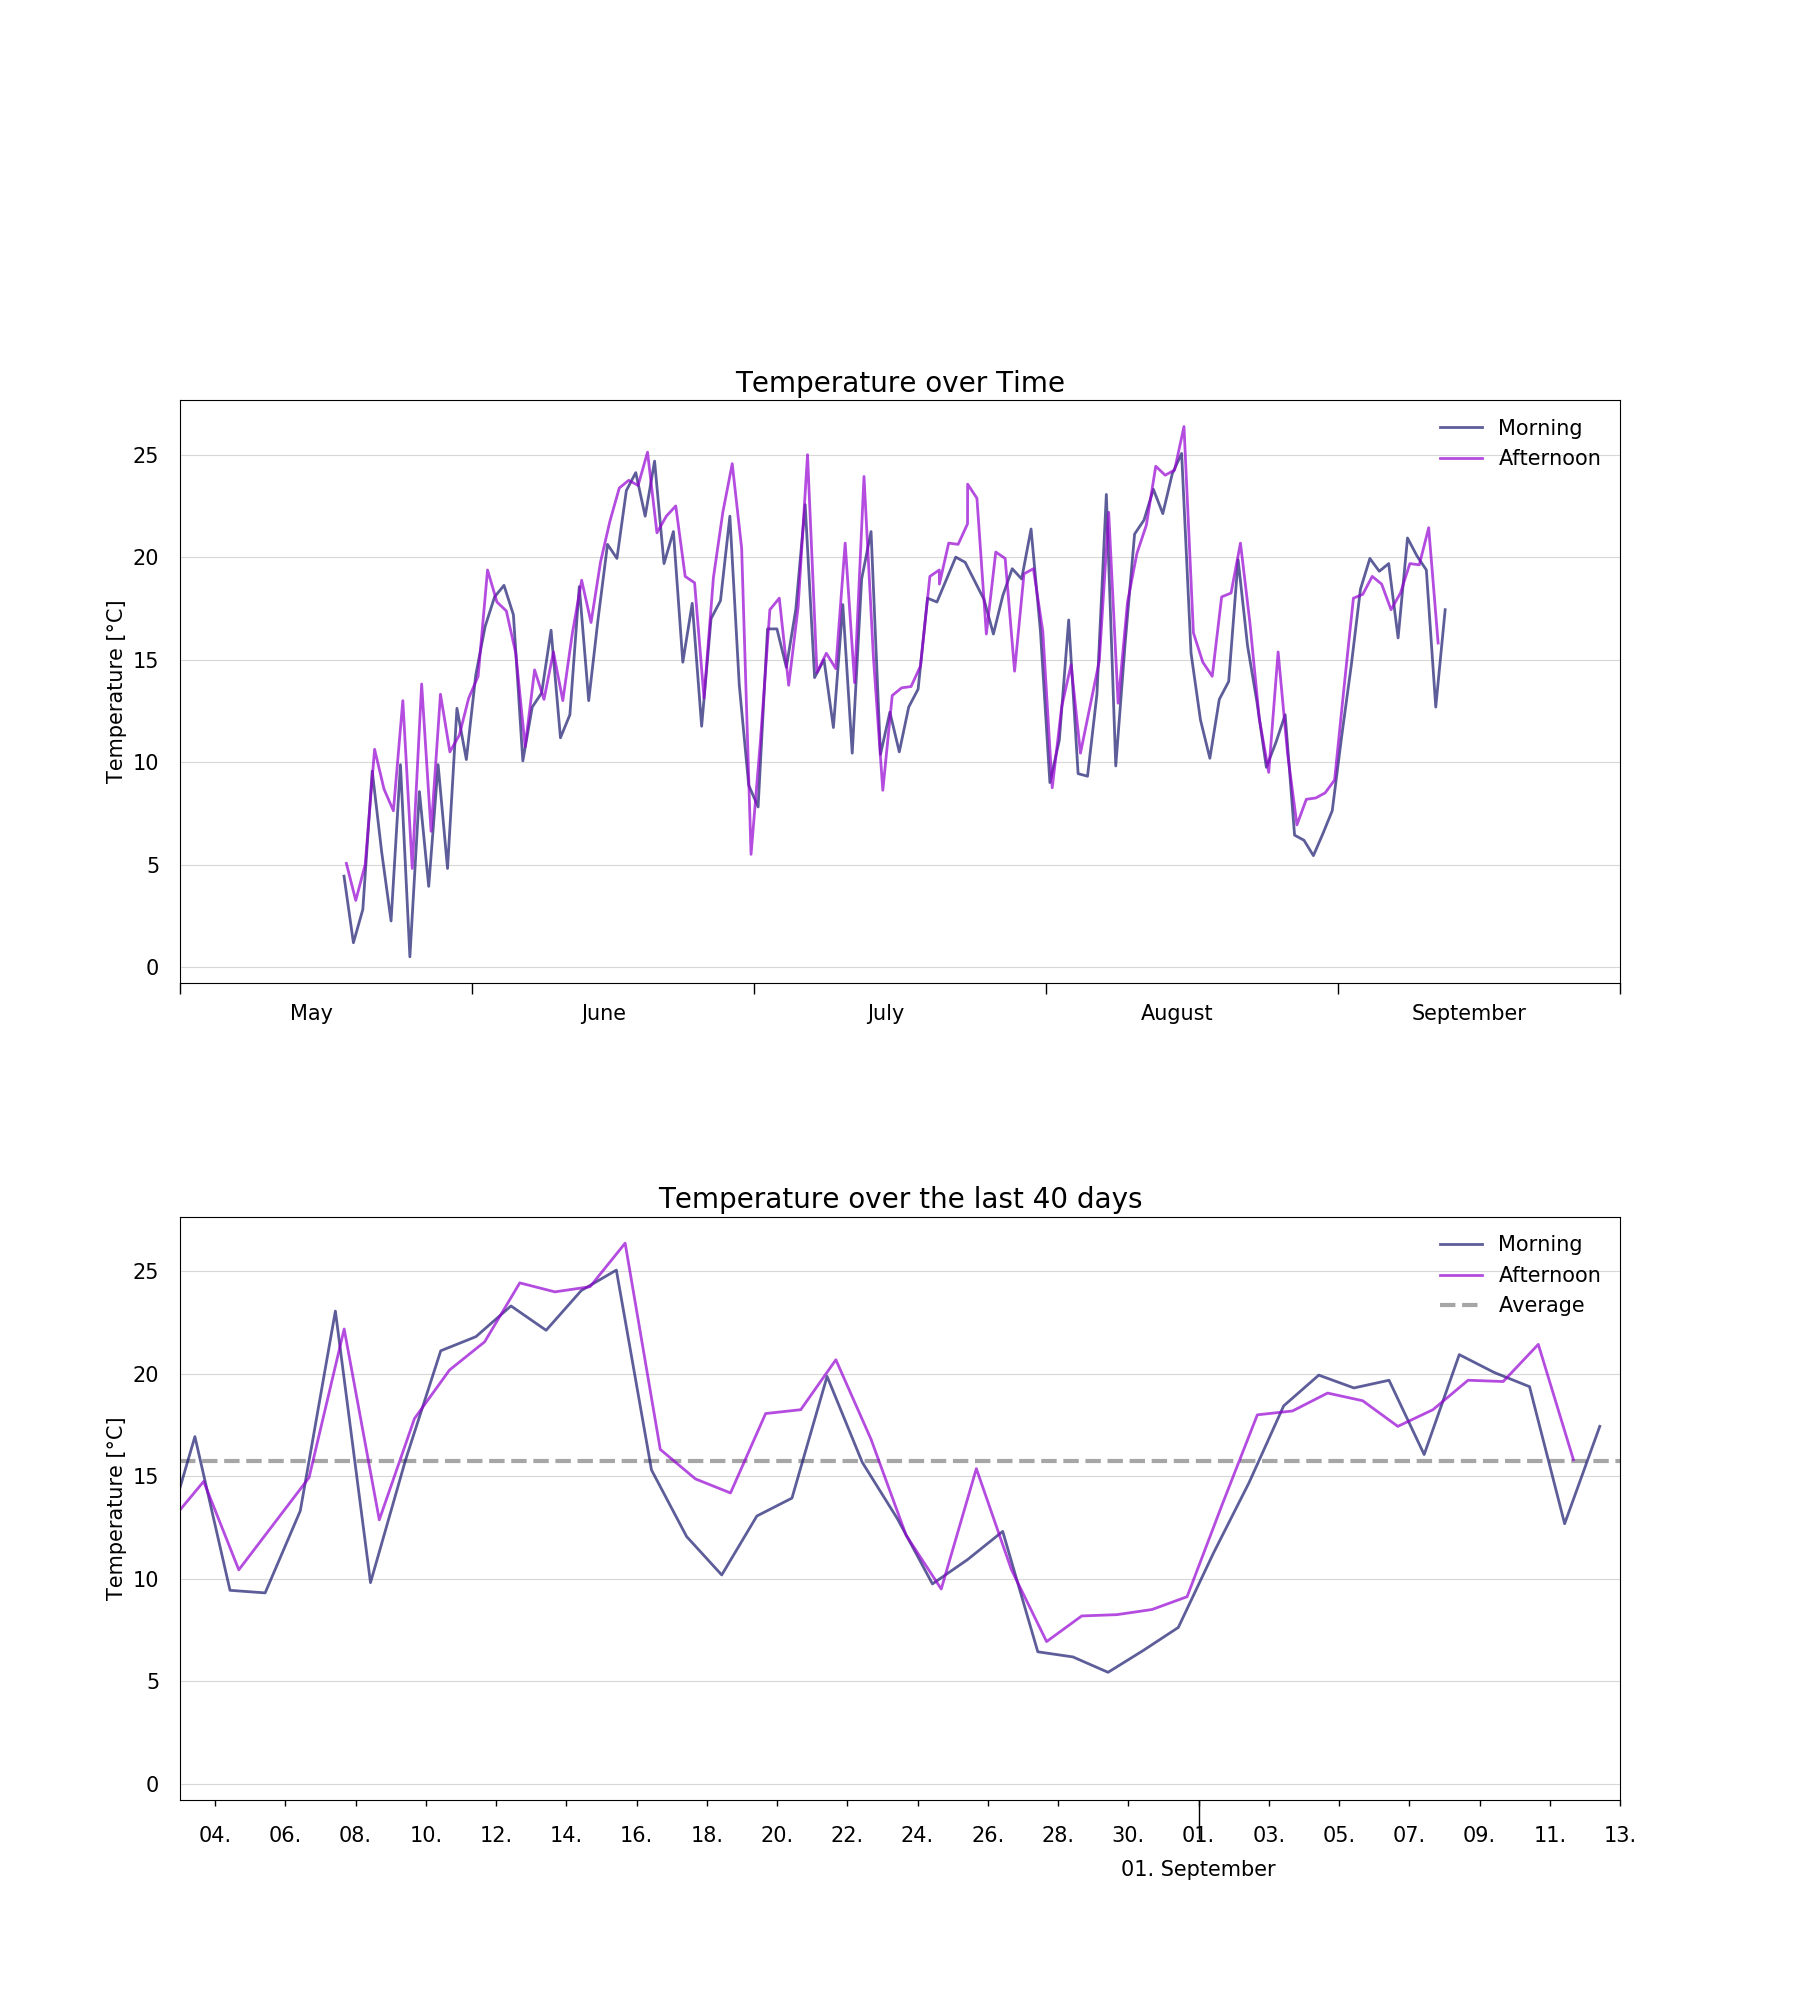 Temperature over Time
Morning
Afternoon
25
20
15
10
5
0
Temperature [°C]
May June July August September
Temperature over the last 40 days
Morning
Afternoon
Average
25
20
15
10
5
0
Temperature [°C]
04. 06. 08. 10. 12. 14. 16. 18. 20. 22. 24. 26. 28. 30. 01. 03. 05. 07. 09. 11. 13.
01. September